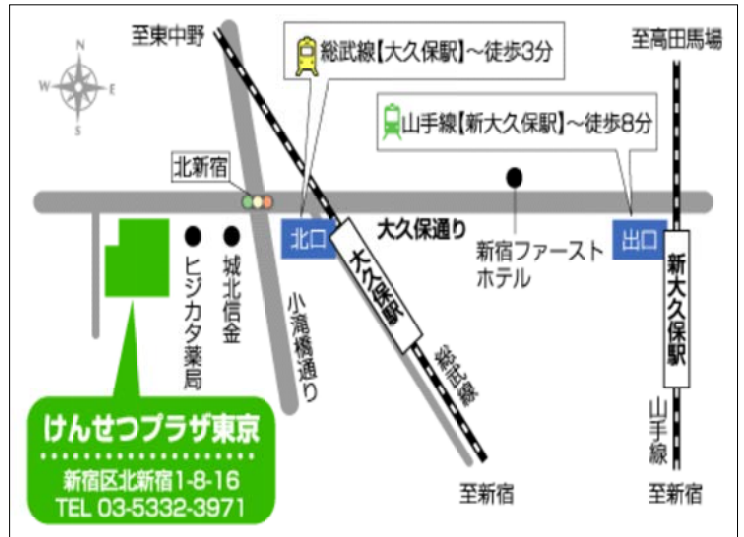 至東中野
総武線【大久保駅】〜徒歩3分
至高田馬場
N
W
E
S
山手線【新大久保駅】〜徒歩8分
北新宿
北口
大久保通り
新宿ファースト
ホテル
出口
大久保駅
新大久保駅
ヒジカタ薬局
城北信金
小滝橋通り
総武線
山手線
けんせつプラザ東京
新宿区北新宿1-8-16
TEL 03-5332-3971
至新宿
至新宿